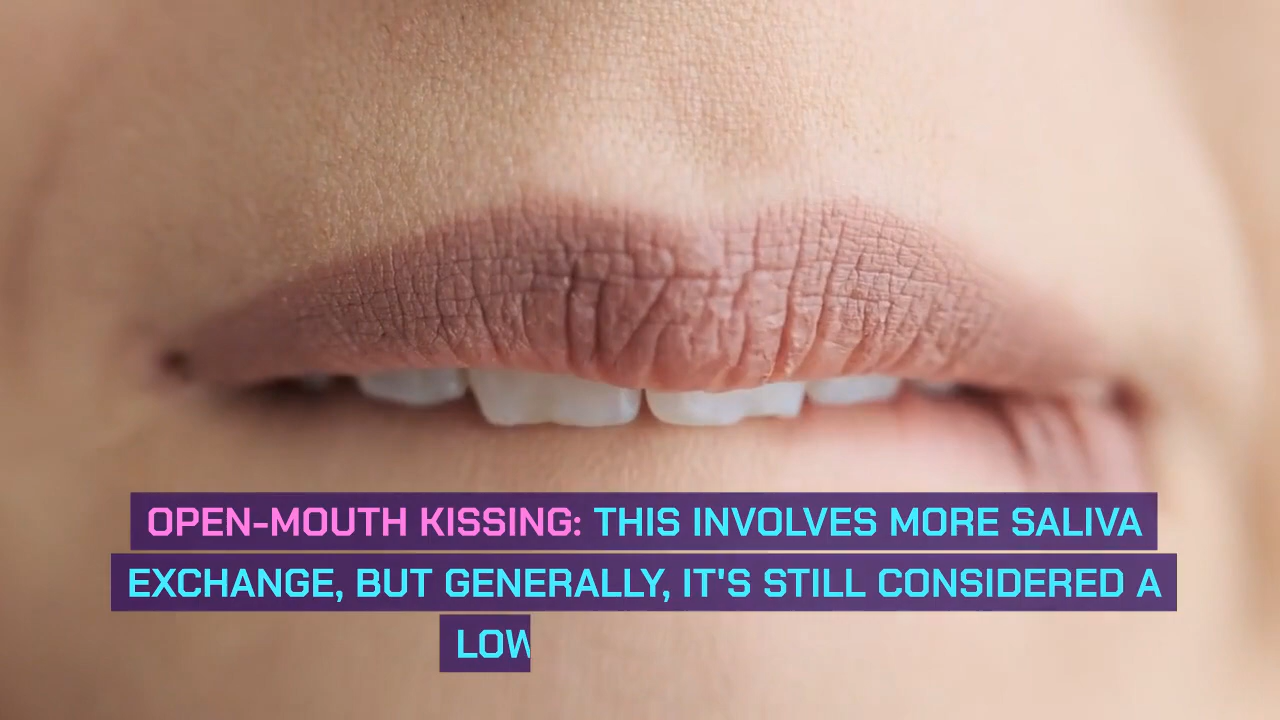 OPEN-MOUTH KISSING: THIS INVOLVES MORE SALIVA
EXCHANGE, BUT GENERALLY, IT'S STILL CONSIDERED A
LOW